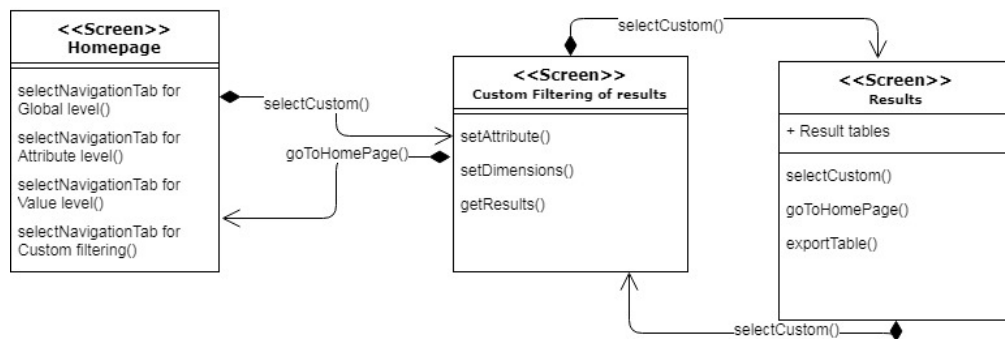 <<Screen>>
Homepage
selectNavigationTab for
Global level()
selectNavigationTab for
Attribute level()
selectNavigationTab for
Value level()
selectNavigationTab for
Custom filtering()
selectCustom()
goToHomePage()
<<Screen>>
Custom Filtering of results
setAttribute()
setDimensions()
getResults()
selectCustom()
<<Screen>>
Results
+ Result tables
selectCustom()
goToHomePage()
exportTable()
selectCustom()